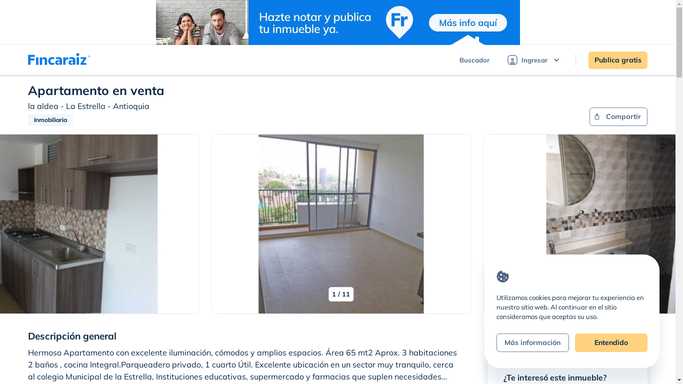 Hazte notar y publica
tu inmueble ya.
Fr
Más info aquí
Fincaraiz
Buscador
Ingresar
Publica gratis
Apartamento en venta
la aldea - La Estrella - Antioquia
Inmobiliaria
Compartir
1 / 11
Utilizamos cookies para mejorar tu experiencia en
nuestro sitio web. Al continuar en el sitio
consideramos que aceptas su uso.
Más información
Entendido
Descripción general
Hermoso Apartamento con excelente iluminación, cómodos y amplios espacios. Área 65 mt2 Aprox. 3 habitaciones
2 baños , cocina Integral.Parqueadero privado, 1 cuarto Útil. Excelente ubicación en un sector muy tranquilo, cerca
al colegio Municipal de la Estrella, Instituciones educativas, supermercado y farmacias que suplen necesidades...
¿Te interesó este inmueble?